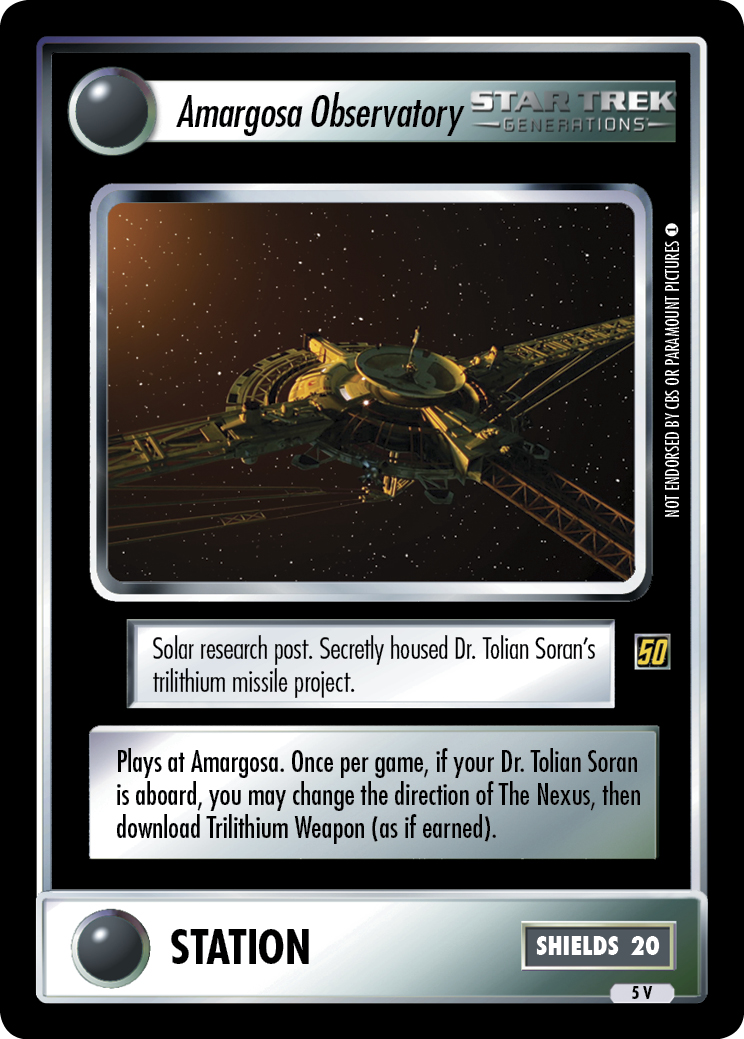 Amargosa Observatory
STAR TREK
GENERATIONS
NOT ENDORSED BY CBS OR PARAMOUNT PICTURES 1
Solar research post. Secretly housed Dr. Tolian Soran's
trilithium missile project.
50
Plays at Amargosa. Once per game, if your Dr. Tolian Soran
is aboard, you may change the direction of The Nexus, then
download Trilithium Weapon (as if earned).
STATION
SHIELDS 20
5 V